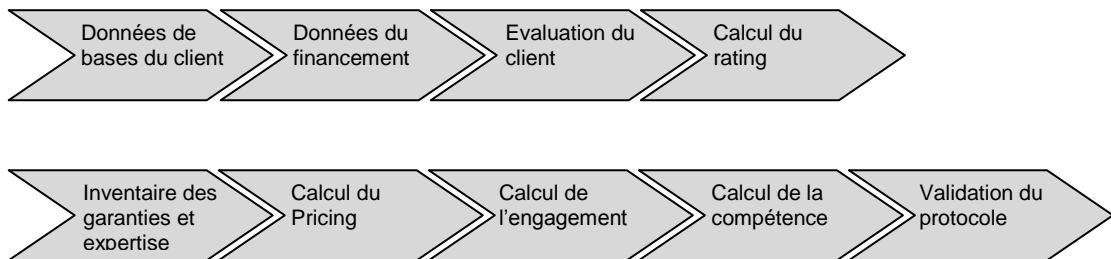 Données de
bases du client
Données du
financement
Evaluation du
client
Calcul du
rating
Inventaire des
garanties et
expertise
Calcul du
Pricing
Calcul de
l'engagement
Calcul de la
compétence
Validation du
protocole